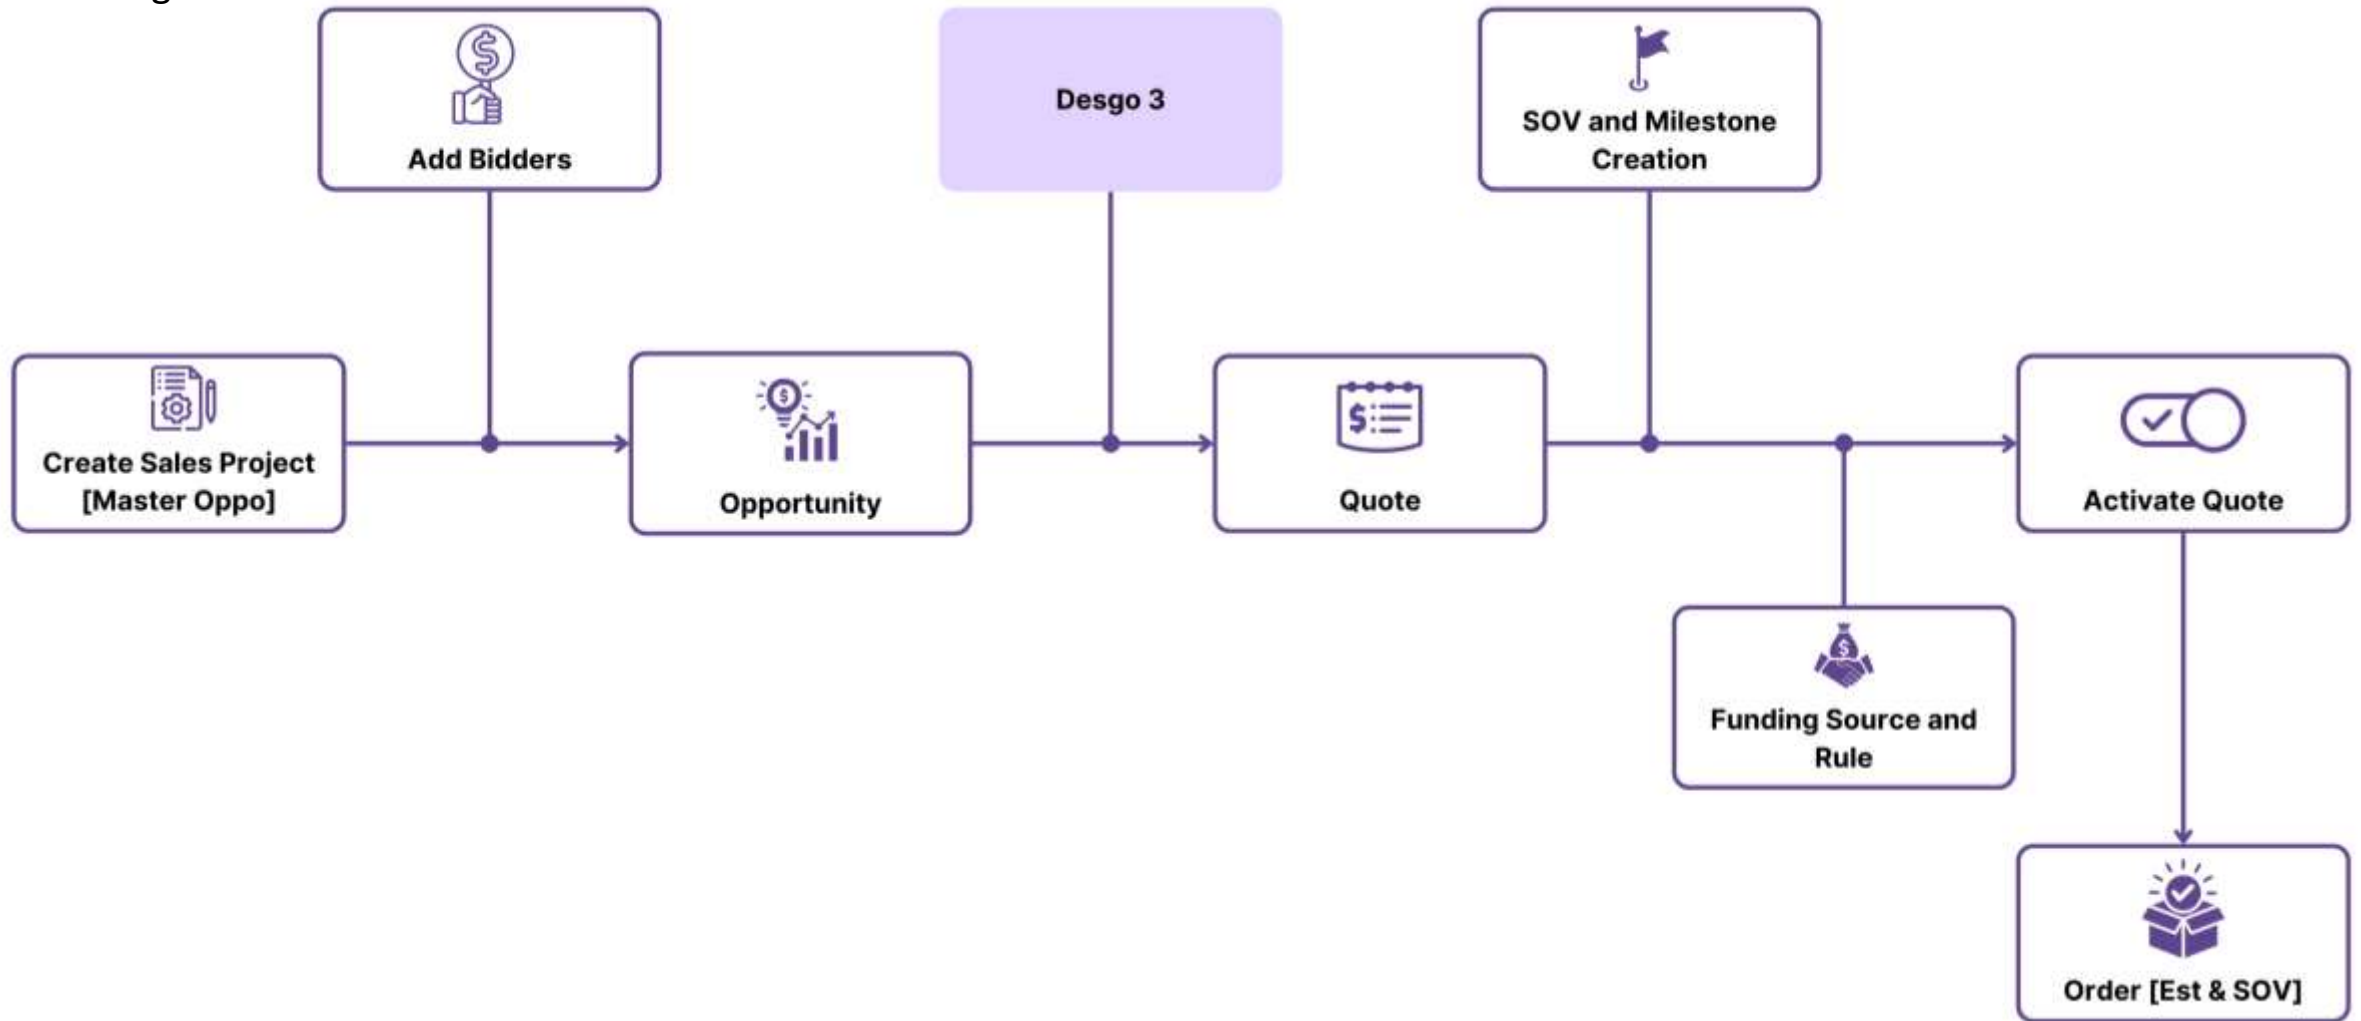 Add Bidders
Desgo 3
SOV and Milestone
Creation
Create Sales Project
[Master Oppo]
Opportunity
Quote
Activate Quote
Funding Source and
Rule
Order [Est & SOV]